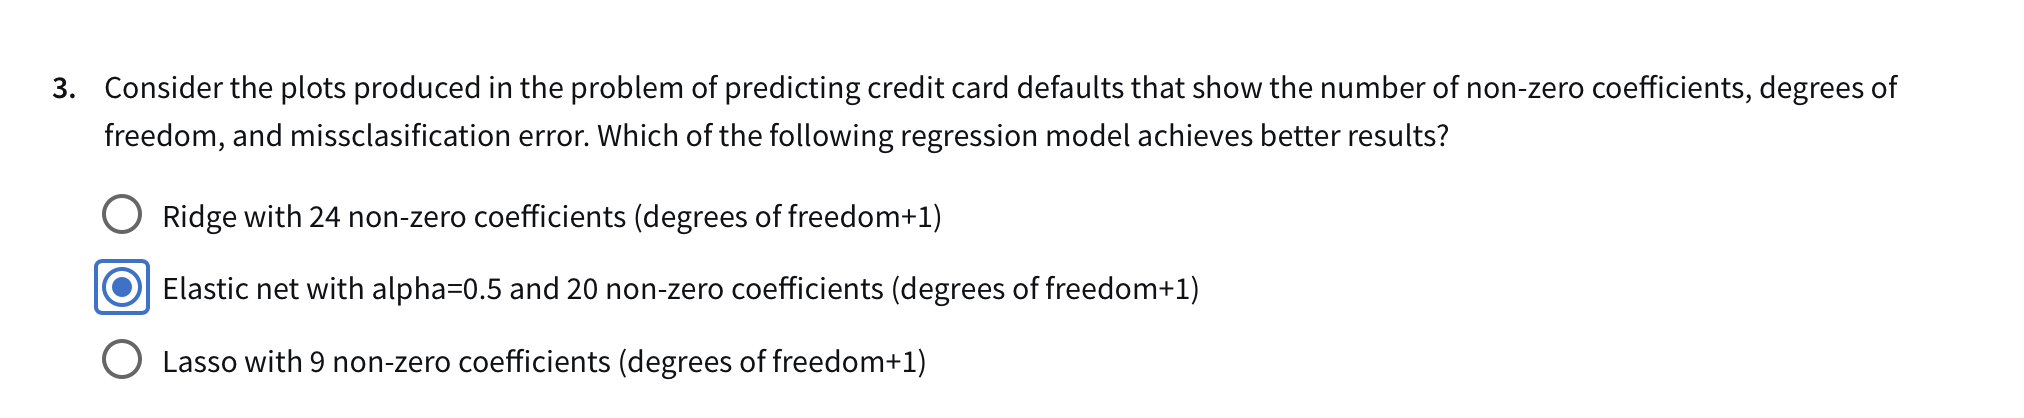 3. Consider the plots produced in the problem of predicting credit card defaults that show the number of non-zero coefficients, degrees of
freedom, and missclasification error. Which of the following regression model achieves better results?
Ridge with 24 non-zero coefficients (degrees of freedom+1)
Elastic net with alpha=0.5 and 20 non-zero coefficients (degrees of freedom+1)
Lasso with 9 non-zero coefficients (degrees of freedom+1)